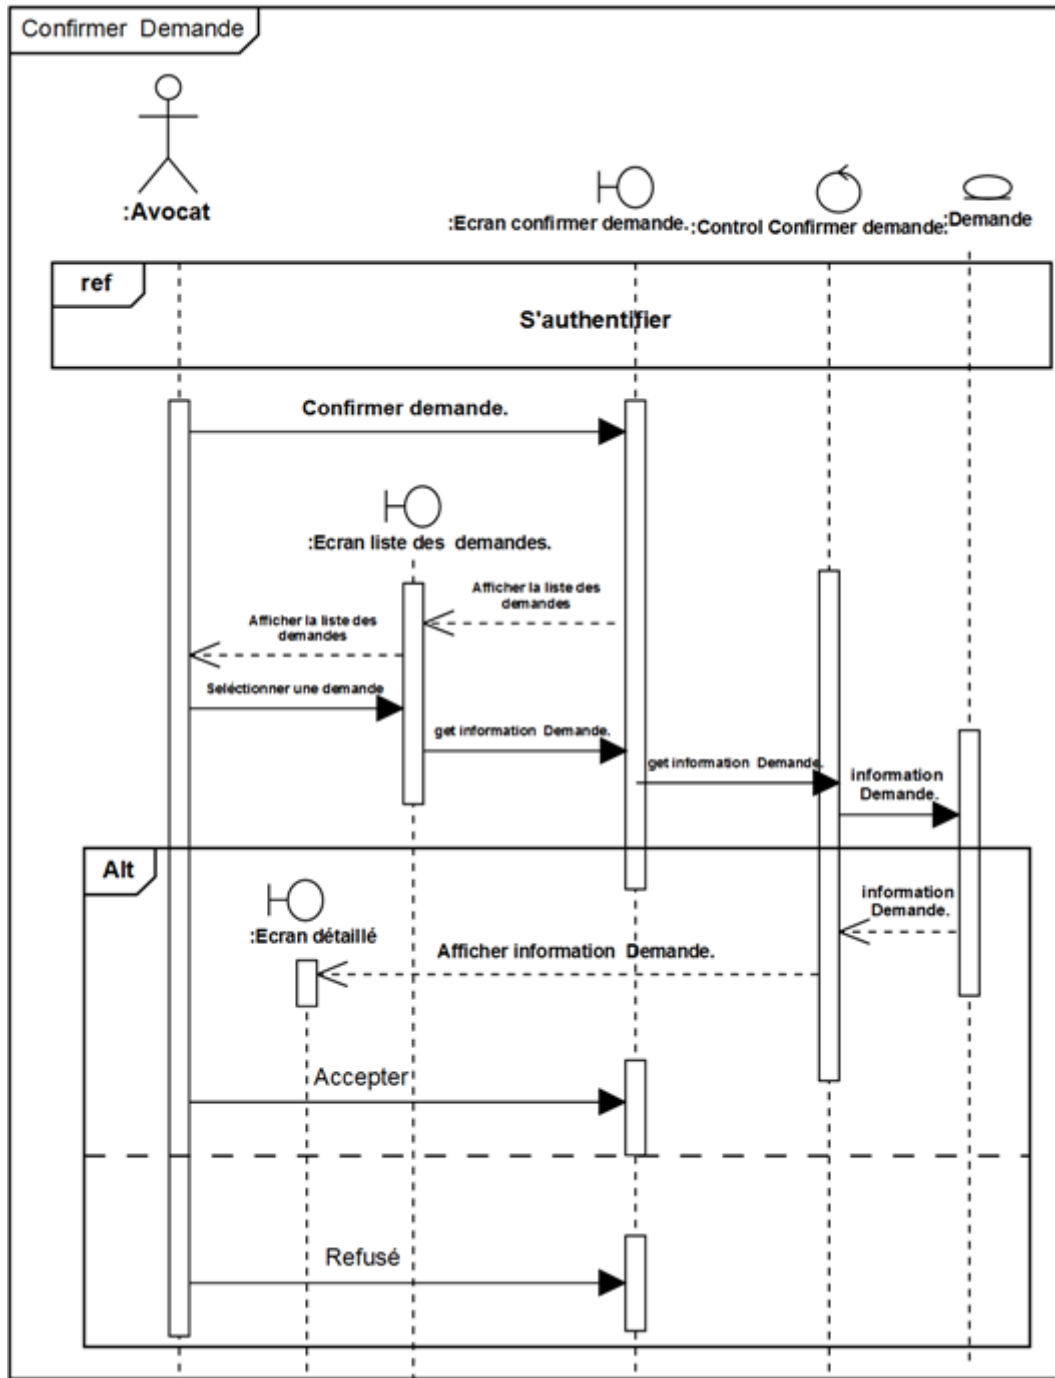 Confirmer Demande
:Avocat
:Ecran confirmer demande.
:Control Confirmer demande.
:Demande
ref
S'authentifier
Confirmer demande.
:Ecran liste des demandes.
Afficher la liste des
demandes
Afficher la liste des
demandes
Seléctionner une demande
get information Demande.
get information Demande.
information
Demande.
Alt
:Ecran détaillé
information
Demande.
Afficher information Demande.
Accepter
Refusé